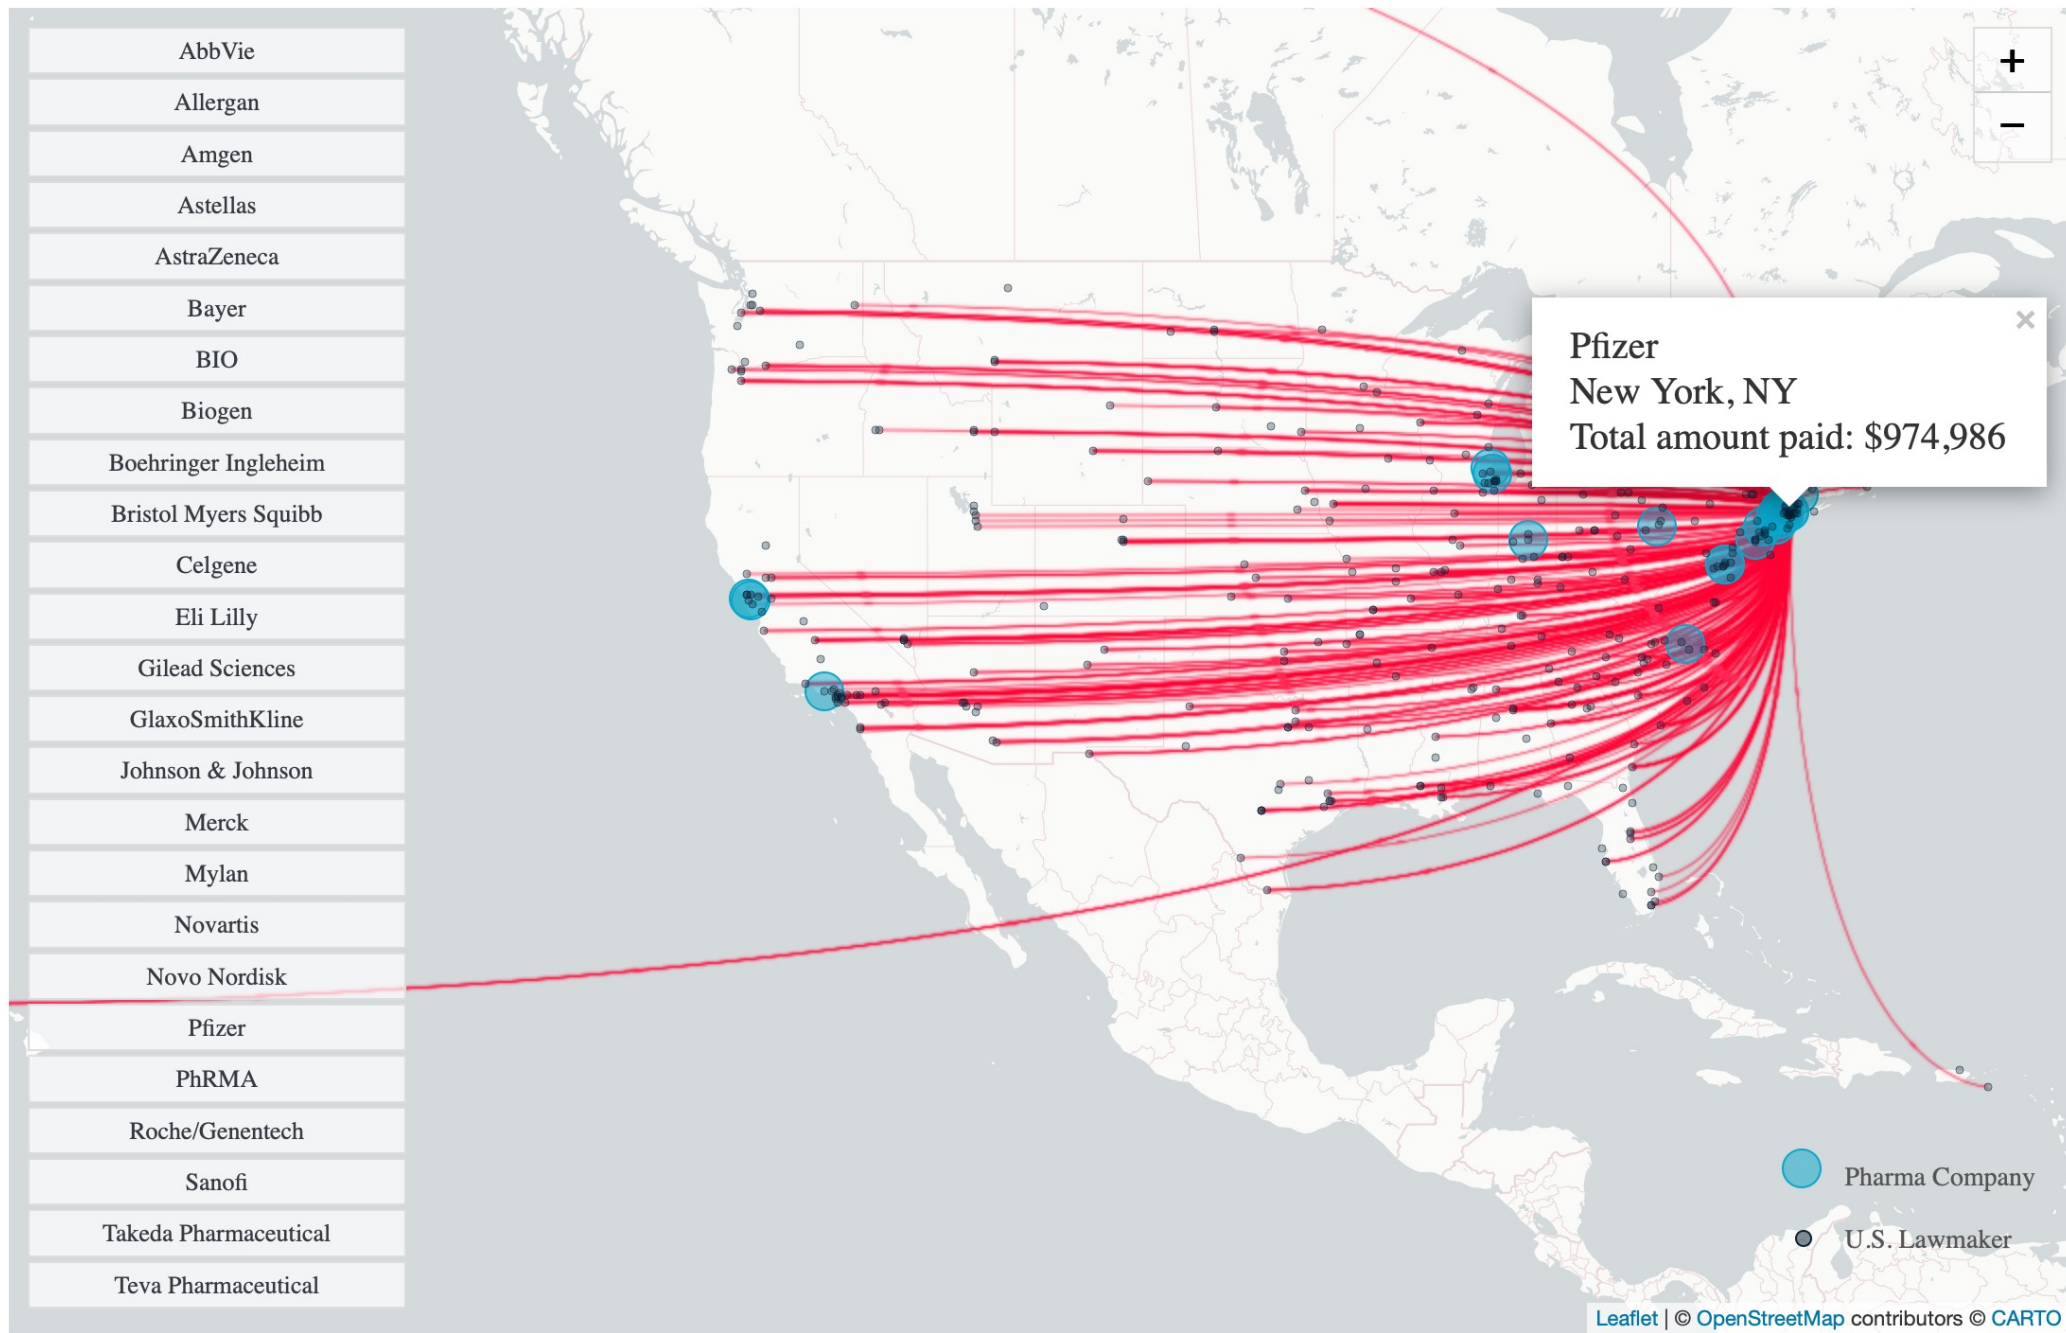 AbbVie
Allergan
Amgen
Astellas
AstraZeneca
Bayer
BIO
Biogen
Boehringer Ingleheim
Bristol Myers Squibb
Celgene
Eli Lilly
Gilead Sciences
GlaxoSmithKline
Johnson & Johnson
Merck
Mylan
Novartis
Novo Nordisk
Pfizer
PhRMA
Roche/Genentech
Sanofi
Takeda Pharmaceutical
Teva Pharmaceutical
+
−
×
Pfizer
New York, NY
Total amount paid: $974,986
Pharma Company
U.S. Lawmaker
Leaflet | © OpenStreetMap contributors © CARTO